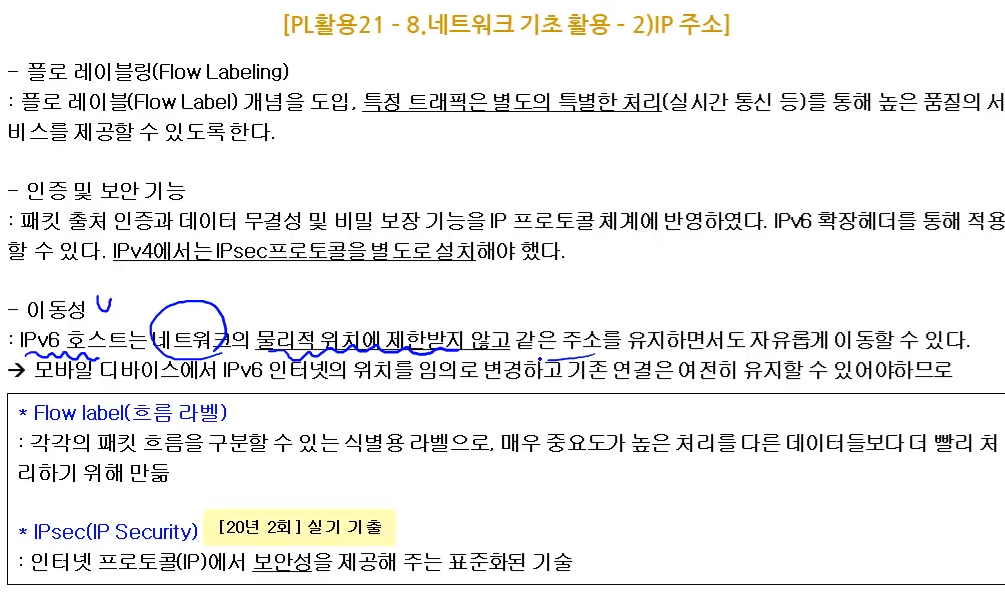 [PL활용21 - 8.네트워크 기초 활용 - 2)IP 주소]
- 플로 레이블링(Flow Labeling)
: 플로 레이블(Flow Label) 개념을 도입, 특정 트래픽은 별도의 특별한 처리(실시간 통신 등)를 통해 높은 품질의 서
비스를 제공할 수 있도록 한다.
- 인증 및 보안 기능
: 패킷 출처 인증과 데이터 무결성 및 비밀 보장 기능을 IP 프로토콜 체계에 반영하였다. IPv6 확장헤더를 통해 적용
할 수 있다. IPv4에서는 IPsec프로토콜을 별도로 설치해야 했다.
- 이동성
: IPv6 호스트는 네트워크의 물리적 위치에 제한받지 않고 같은 주소를 유지하면서도 자유롭게 이동할 수 있다.
→ 모바일 디바이스에서 IPv6 인터넷의 위치를 임의로 변경하고 기존 연결은 여전히 유지할 수 있어야하므로
* Flow label(흐름 라벨)
: 각각의 패킷 흐름을 구분할 수 있는 식별용 라벨으로, 매우 중요도가 높은 처리를 다른 데이터들보다 더 빨리 처
리하기 위해 만듦
* IPsec(IP Security) [20년 2회] 실기 기출
: 인터넷 프로토콜(IP)에서 보안성을 제공해 주는 표준화된 기술